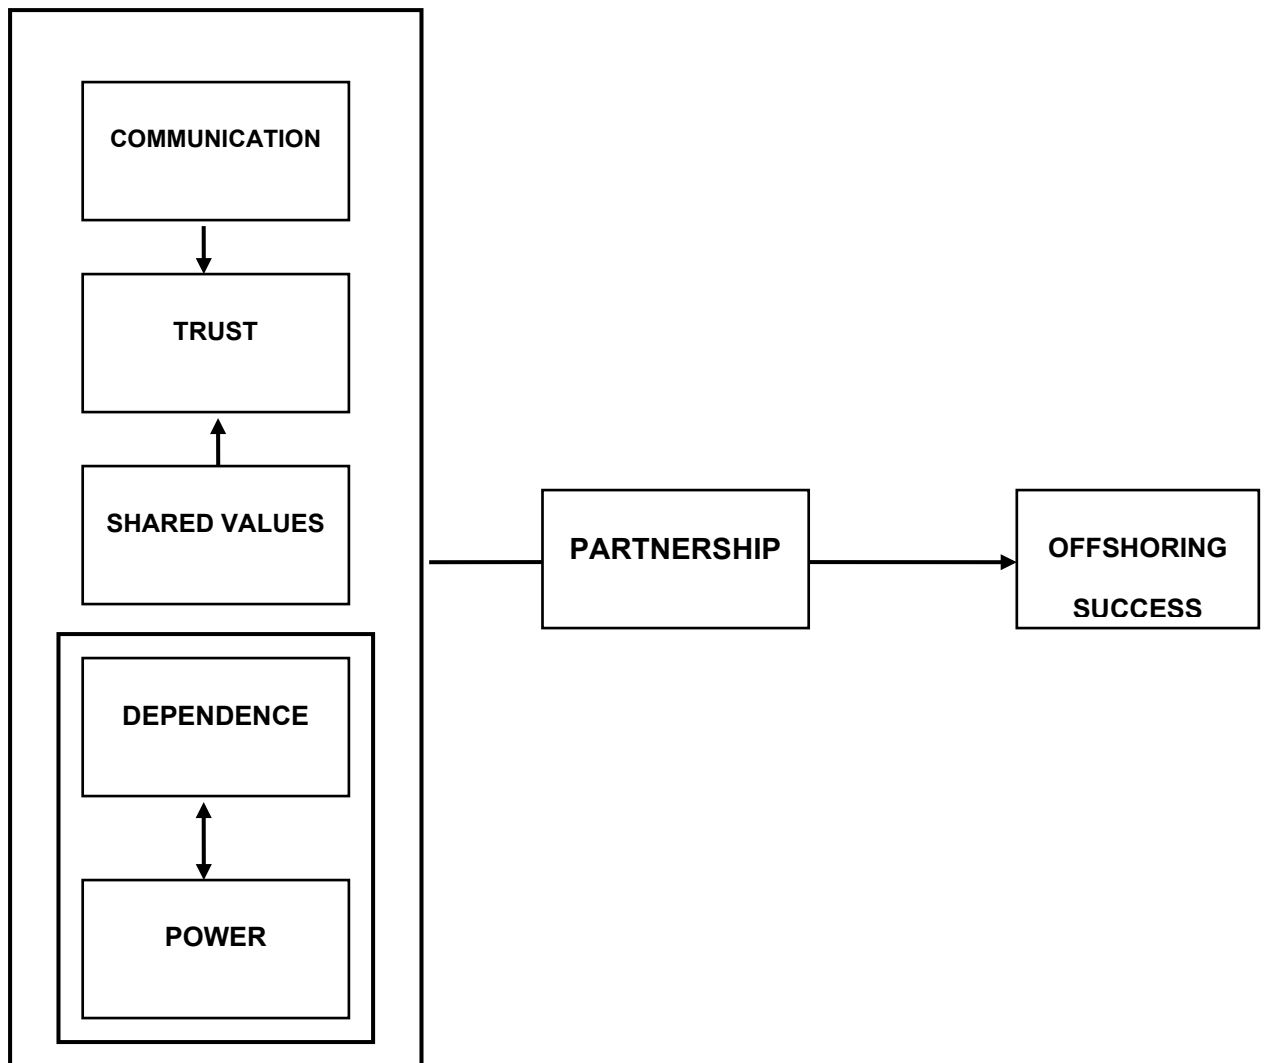 COMMUNICATION
TRUST
SHARED VALUES
DEPENDENCE
POWER
PARTNERSHIP
OFFSHORING
SUCCESS